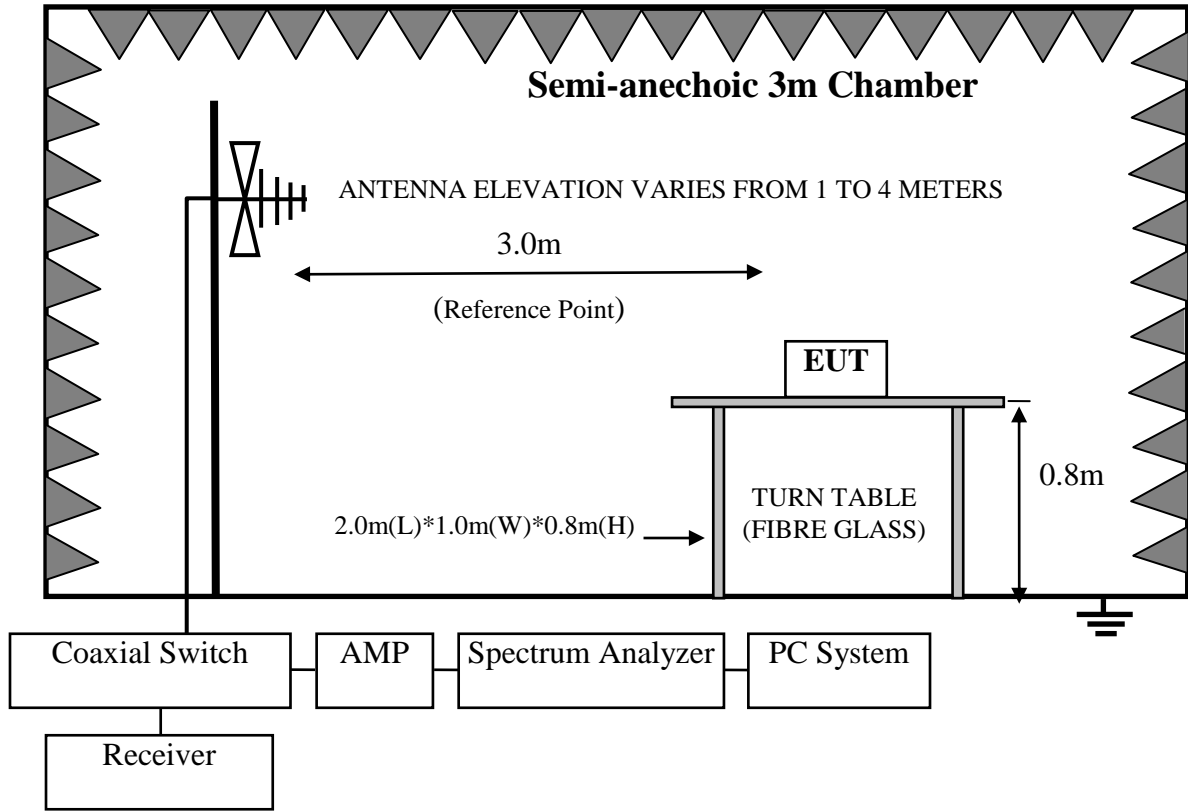 Semi-anechoic 3m Chamber
ANTENNA ELEVATION VARIES FROM 1 TO 4 METERS
3.0m
(Reference Point)
EUT
0.8m
TURN TABLE
(FIBRE GLASS)
2.0m(L)*1.0m(W)*0.8m(H)
Coaxial Switch
AMP
Spectrum Analyzer
PC System
Receiver